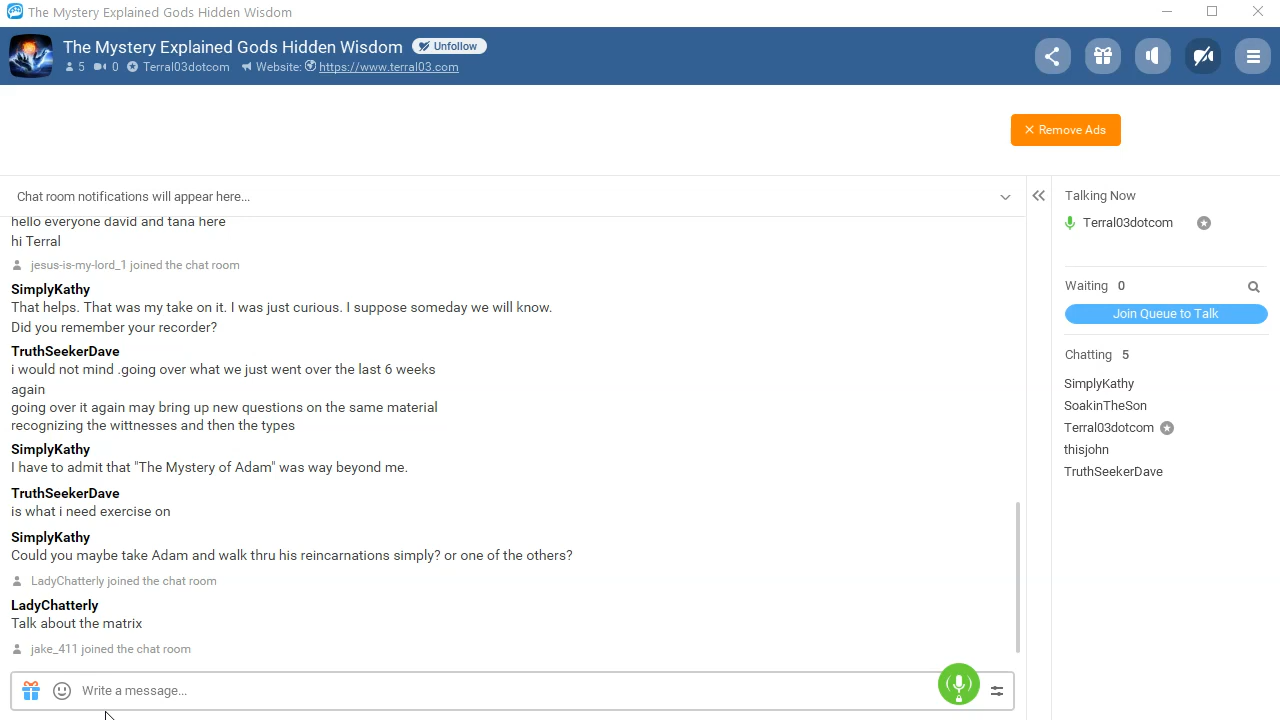 The Mystery Explained Gods Hidden Wisdom
The Mystery Explained Gods Hidden Wisdom
Unfollow
5 0 Terral03dotcom Website: https://www.terral03.com
Remove Ads
Chat room notifications will appear here...
hello everyone david and tana here
hi Terral
jesus-is-my-lord_1 joined the chat room
SimplyKathy
That helps. That was my take on it. I was just curious. I suppose someday we will know.
Did you remember your recorder?
TruthSeekerDave
i would not mind .going over what we just went over the last 6 weeks
again
going over it again may bring up new questions on the same material
recognizing the wittnesses and then the types
SimplyKathy
I have to admit that "The Mystery of Adam" was way beyond me.
TruthSeekerDave
is what i need exercise on
SimplyKathy
Could you maybe take Adam and walk thru his reincarnations simply? or one of the others?
LadyChatterly joined the chat room
LadyChatterly
Talk about the matrix
jake_411 joined the chat room
Write a message...
Talking Now
Terral03dotcom
Waiting 0
Join Queue to Talk
Chatting 5
SimplyKathy
SoakinTheSon
Terral03dotcom
thisjohn
TruthSeekerDave